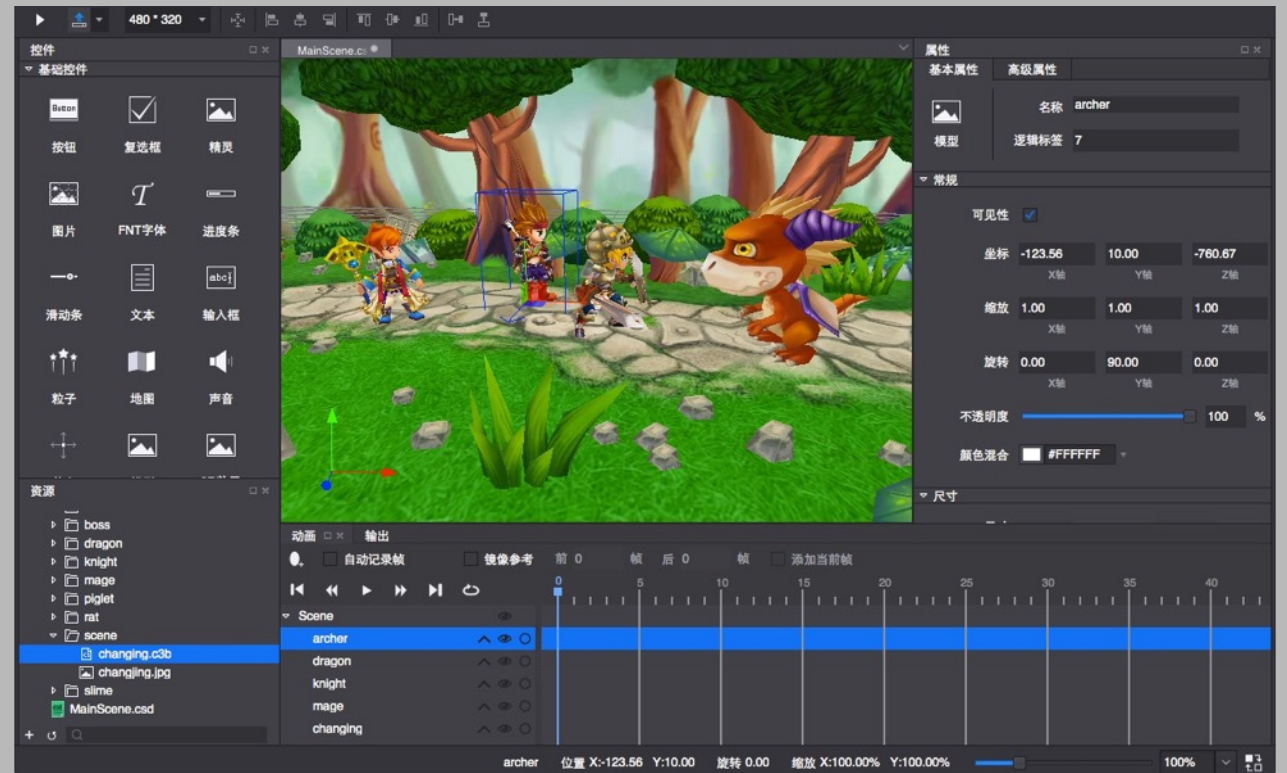 480 * 320
控件
基础控件
Button
按钮
复选框
精灵
图片
T
FNT字体
进度条
滑动条
文本
abc
输入框
粒子
地图
声音
资源
boss
dragon
knight
mage
piglet
rat
scene
changing.c3b
changjing.jpg
slime
MainScene.csd
MainScene.cs
属性
基本属性 高级属性
模型
名称 archer
逻辑标签 7
常规
可见性
坐标 -123.56 10.00 -760.67
X轴 Y轴 Z轴
缩放 1.00 1.00 1.00
X轴 Y轴 Z轴
旋转 0.00 90.00 0.00
X轴 Y轴 Z轴
不透明度 100 %
颜色混合 #FFFFFF
尺寸
动画 输出
自动记录帧 镜像参考 前 0 帧 后 0 帧 添加当前帧
0 5 10 15 20 25 30 35 40
Scene
archer
dragon
knight
mage
changing
archer 位置 X:-123.56 Y:10.00 旋转 0.00 缩放 X:100.00% Y:100.00% 100%